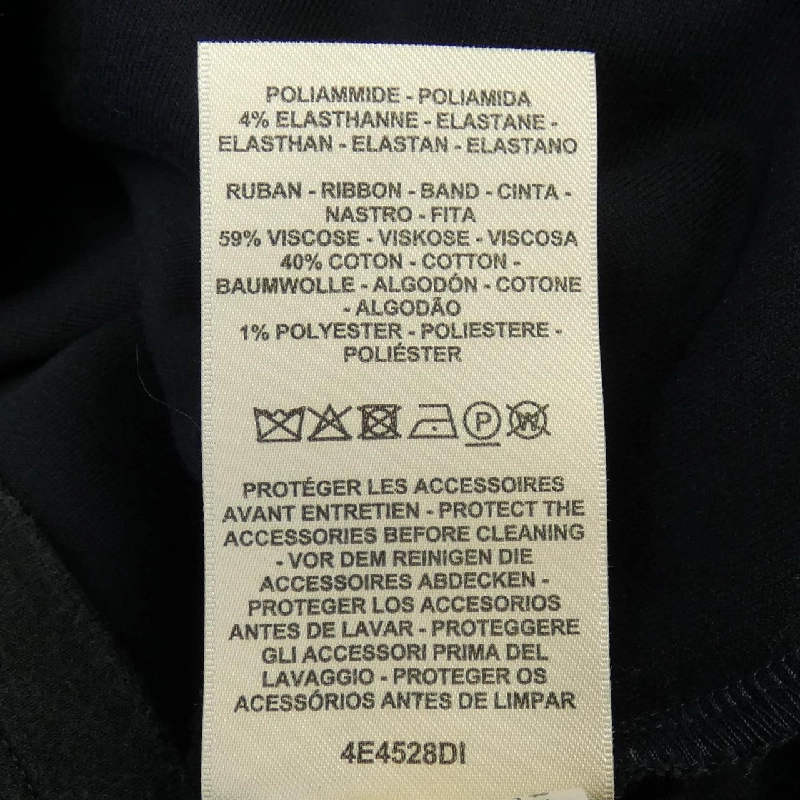 POLIAMMIDE - POLIAMIDA
4% ELASTHANNE - ELASTANE -
ELASTHAN - ELASTAN - ELASTANO
RUBAN - RIBBON - BAND - CINTA -
NASTRO - FITA
59% VISCOSE - VISKOSE - VISCOSA
40% COTON - COTTON -
BAUMWOLLE - ALGODÓN - COTONE
- ALGODÃO
1% POLYESTER - POLIESTERE -
POLIÉSTER
P W
PROTÉGER LES ACCESSOIRES
AVANT ENTRETIEN - PROTECT THE
ACCESSORIES BEFORE CLEANING
- VOR DEM REINIGEN DIE
ACCESSOIRES ABDECKEN -
PROTEGER LOS ACCESORIOS
ANTES DE LAVAR - PROTEGGERE
GLI ACCESSORI PRIMA DEL
LAVAGGIO - PROTEGER OS
ACESSÓRIOS ANTES DE LIMPAR
4E4528DI